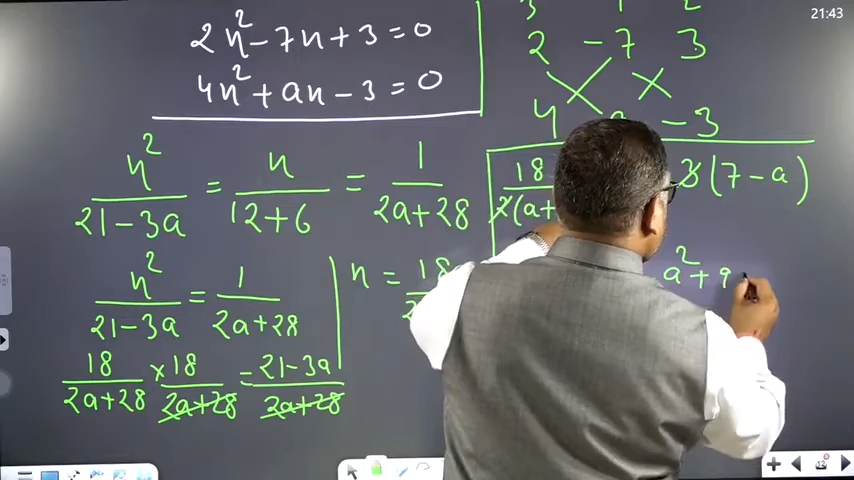 21:43
2n² - 7n + 3 = 0
4n² + an - 3 = 0
2 -7 3
4 -3
n²/(21-3a) = n/(12+6) = 1/(2a+28)
n²/(21-3a) = 1/(2a+28)
18/(2a+28) × 18/(2a+28) = (21-3a)/(2a+28)
n = 18
18
2(a+
3(7-a)
a² + 9